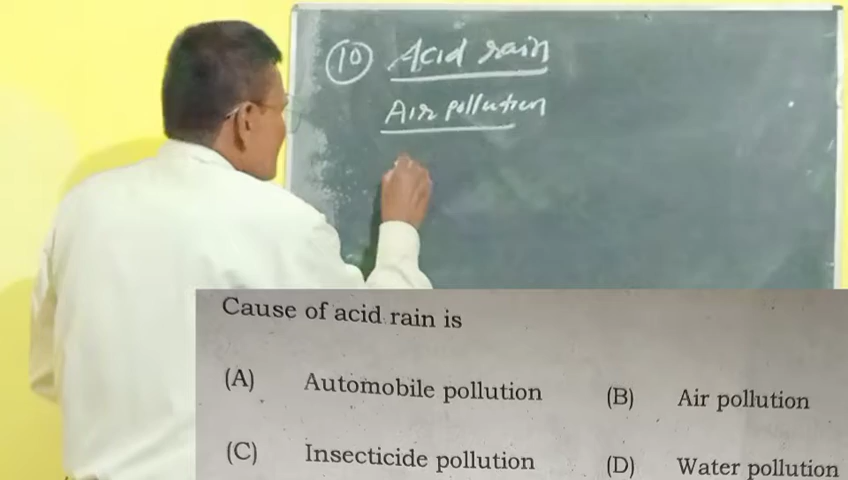 10 Acid rain
Air pollution
Cause of acid rain is
(A) Automobile pollution (B) Air pollution
(C) Insecticide pollution (D) Water pollution